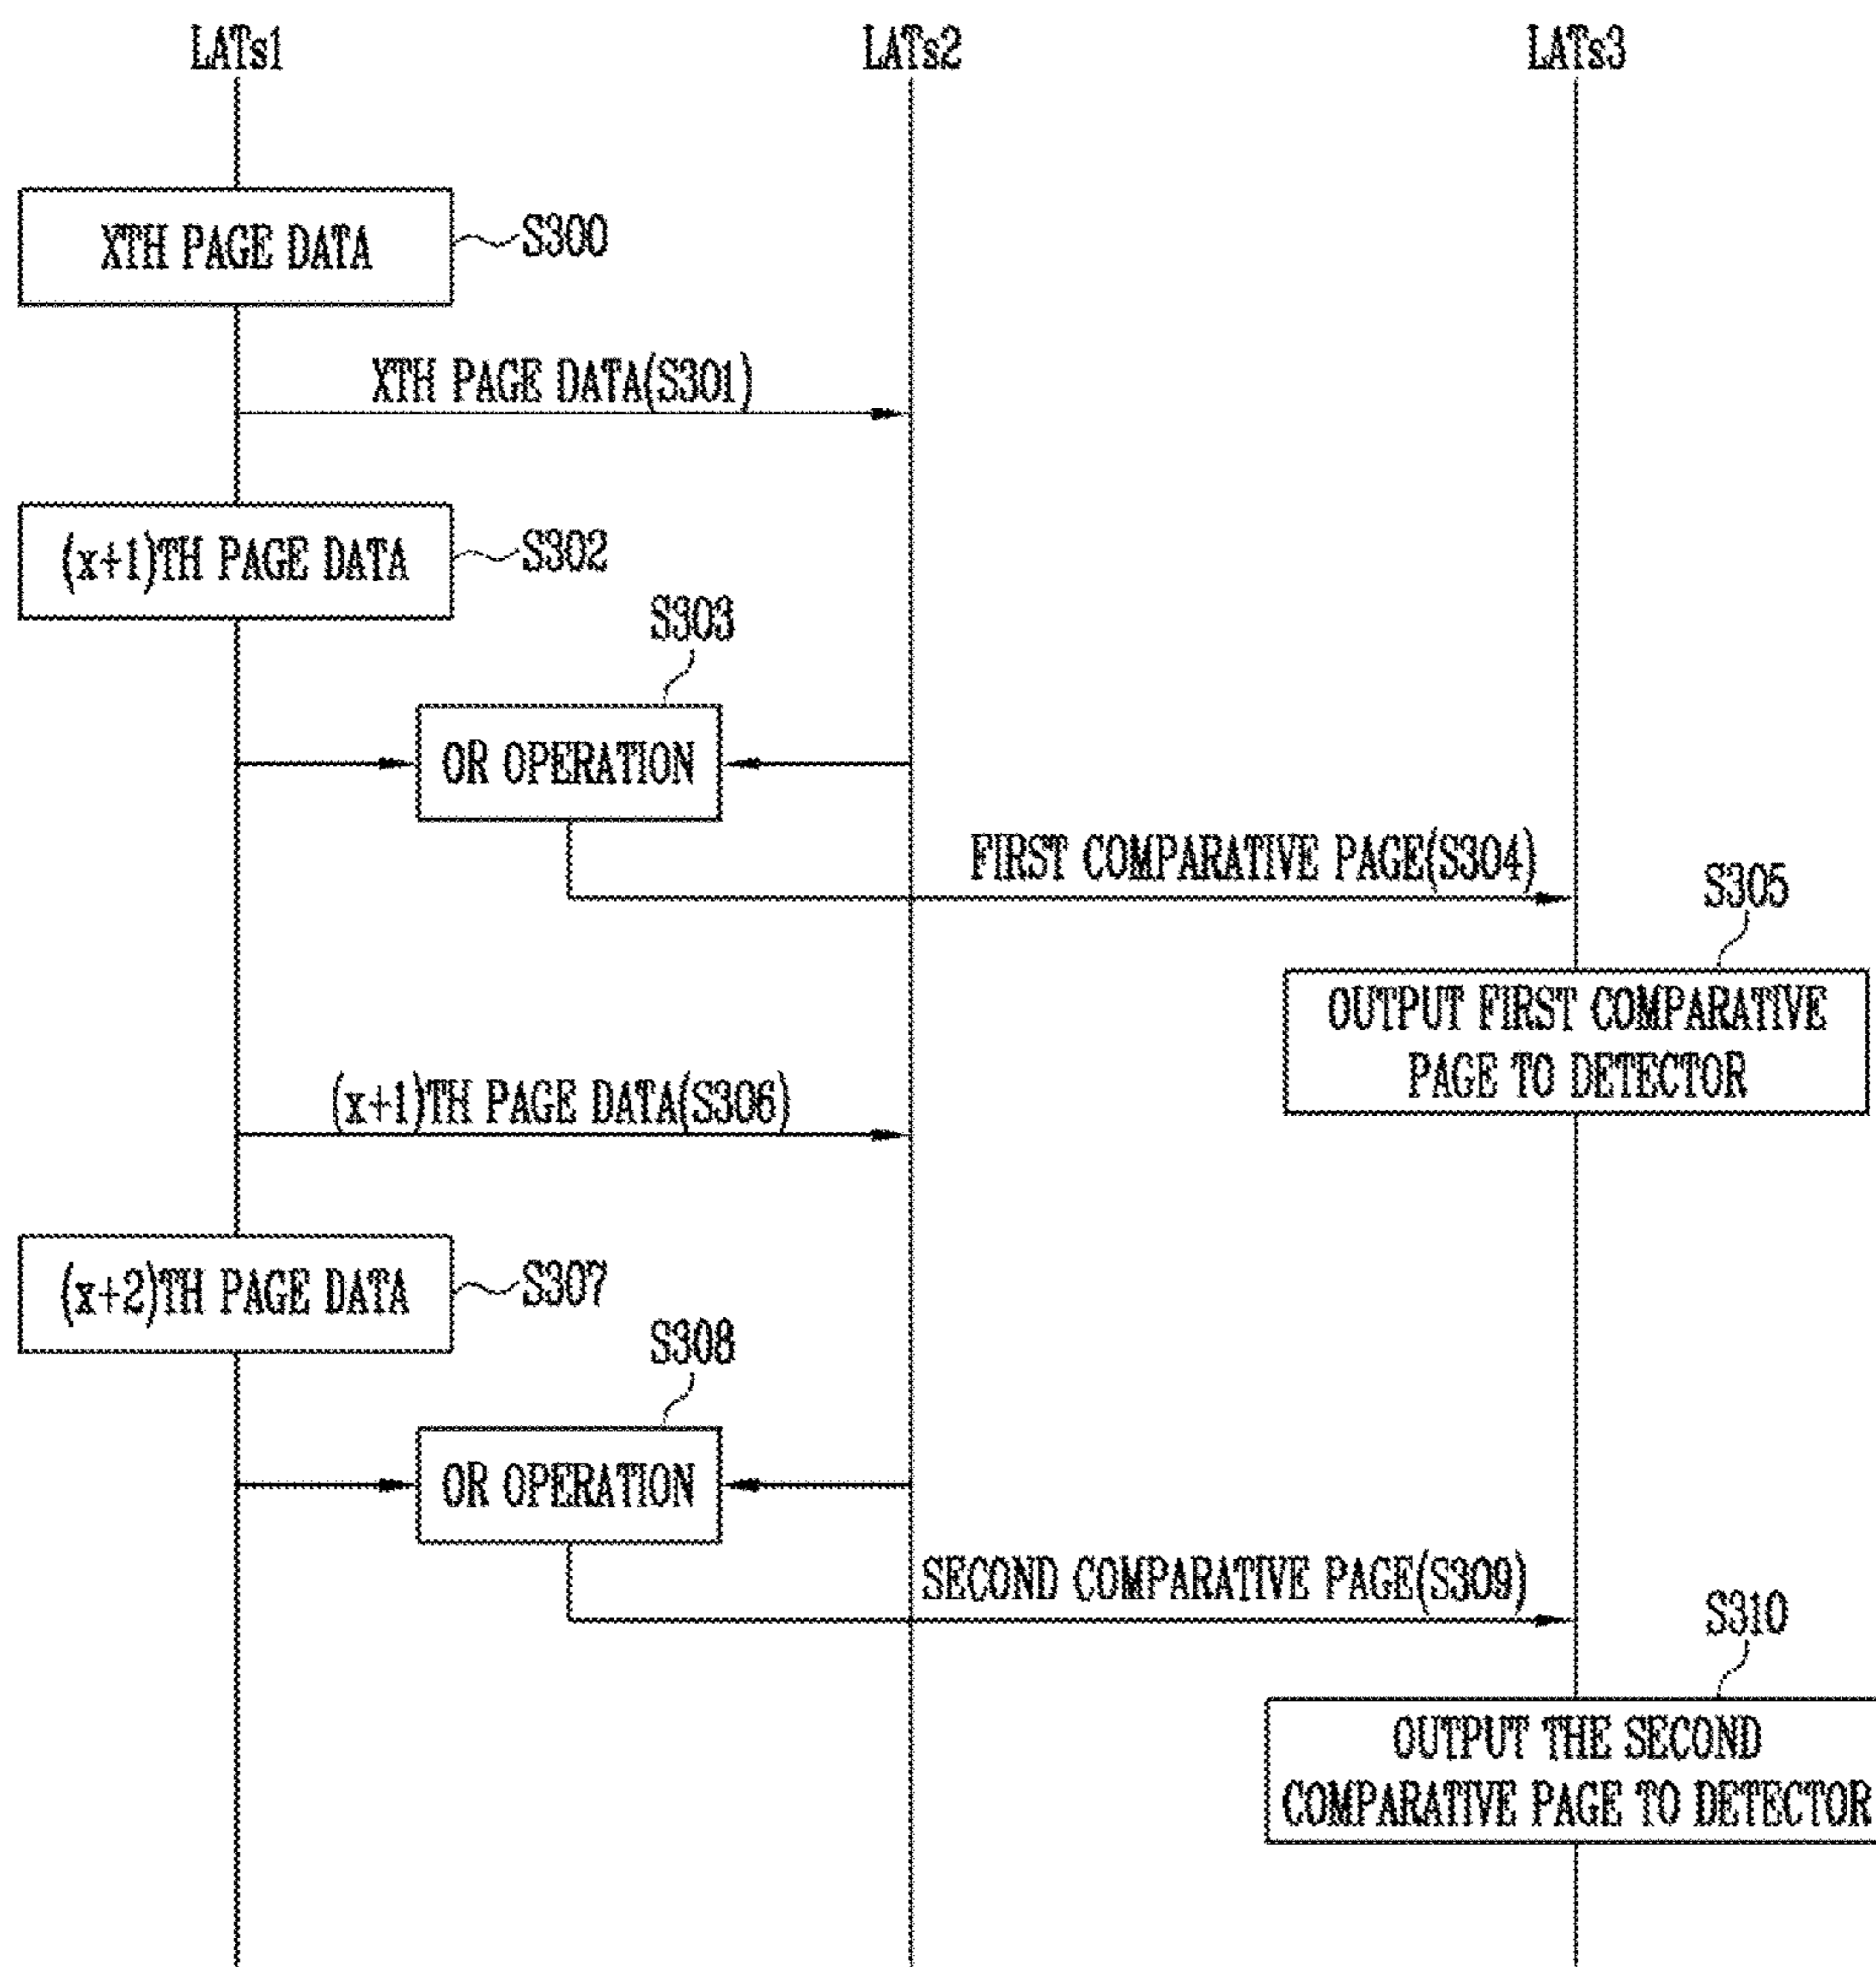 LATs1
LATs2
LATs3
XTH PAGE DATA
S300
XTH PAGE DATA(S301)
(x+1)TH PAGE DATA
S302
S303
OR OPERATION
FIRST COMPARATIVE PAGE(S304)
S305
OUTPUT FIRST COMPARATIVE
PAGE TO DETECTOR
(x+1)TH PAGE DATA(S306)
(x+2)TH PAGE DATA
S307
S308
OR OPERATION
SECOND COMPARATIVE PAGE(S309)
S310
OUTPUT THE SECOND
COMPARATIVE PAGE TO DETECTOR